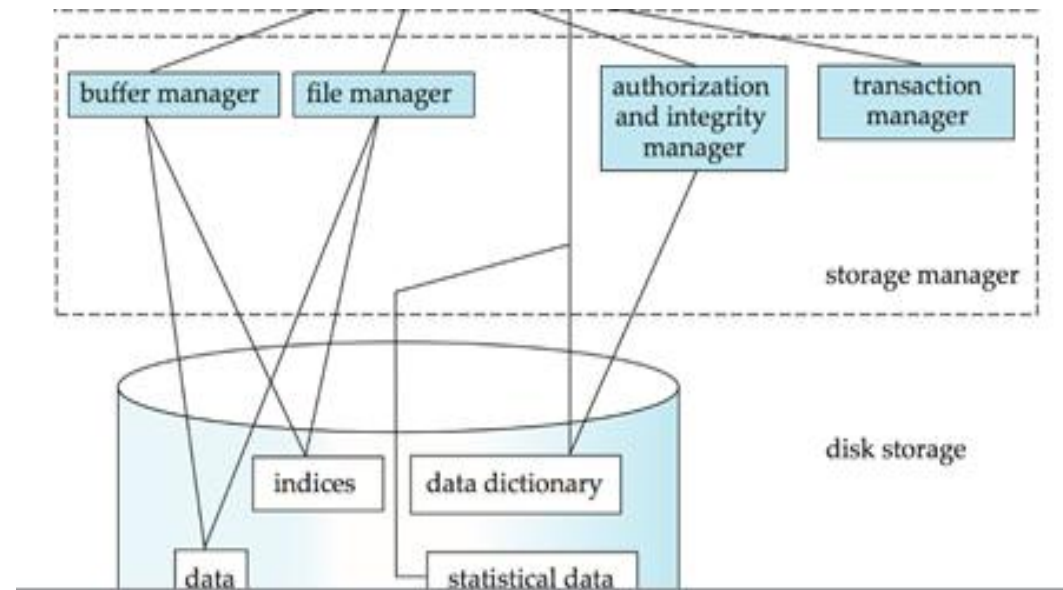 buffer manager
file manager
authorization
and integrity
manager
transaction
manager
storage manager
disk storage
indices
data dictionary
data
statistical data